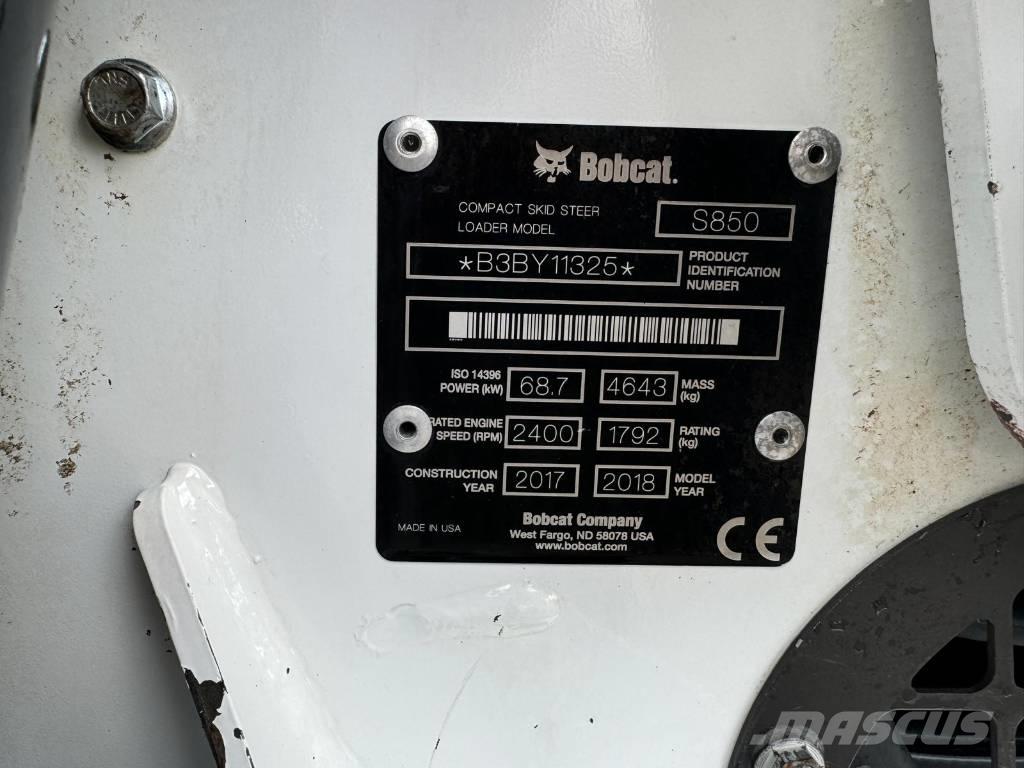 Bobcat.
COMPACT SKID STEER
LOADER MODEL
S850
*B3BY11325*
PRODUCT
IDENTIFICATION
NUMBER
ISO 14396
POWER (kW)
68.7
4643
MASS
(kg)
RATED ENGINE
SPEED (RPM)
2400
1792
RATING
(kg)
CONSTRUCTION
YEAR
2017
2018
MODEL
YEAR
MADE IN USA
Bobcat Company
West Fargo, ND 58078 USA
www.bobcat.com
CE
MASCUS